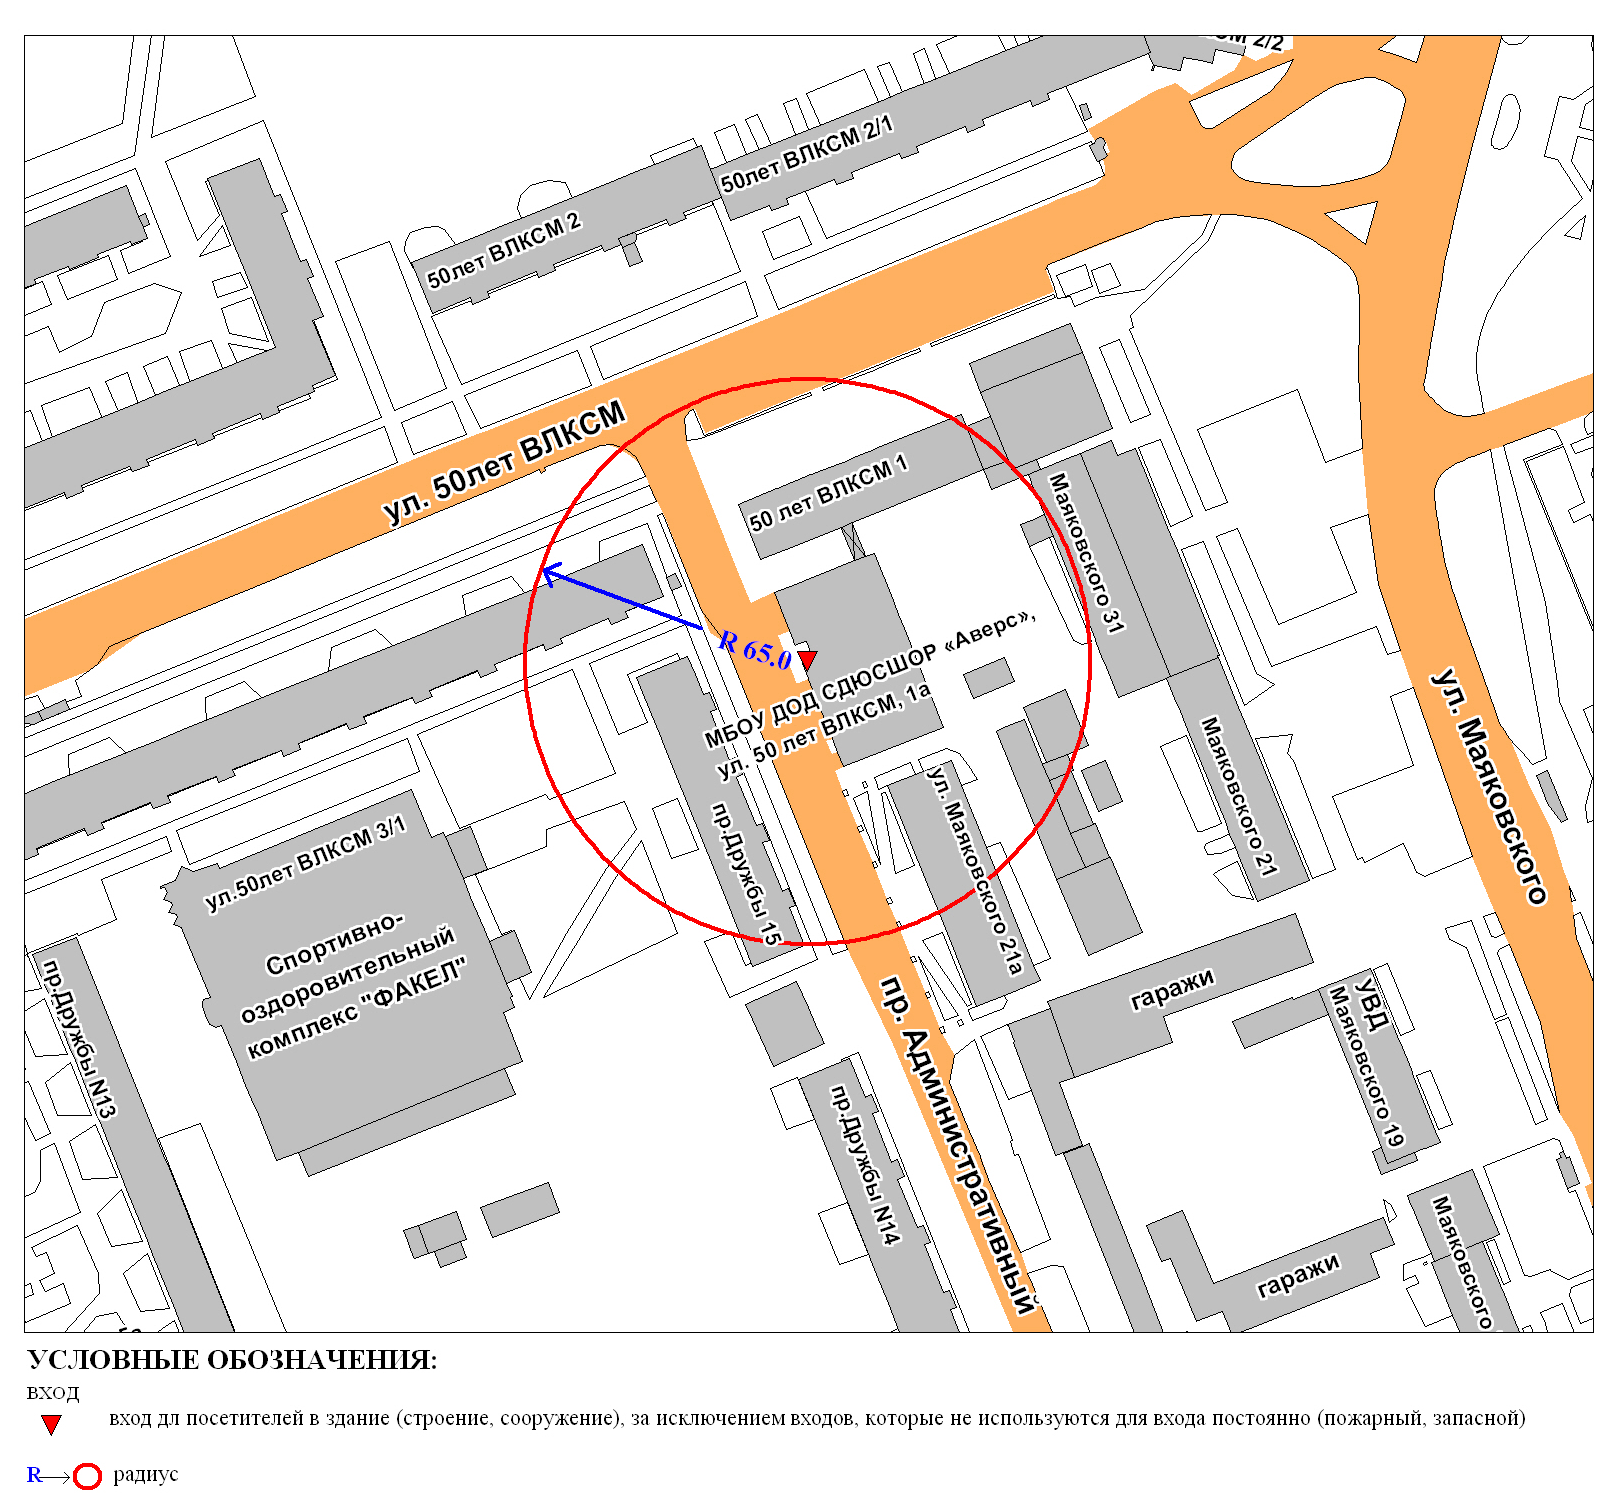 50лет ВЛКСМ 2/1
50лет ВЛКСМ 2
ул. 50лет ВЛКСМ
50 лет ВЛКСМ 1
Маяковского 31
R 65.0
МБОУ ДОД СДЮСШОР «Аверс»,
ул. 50 лет ВЛКСМ, 1а
ул. Маяковского
Маяковского 21
ул. Маяковского 21а
пр.Дружбы 15
ул.50лет ВЛКСМ 3/1
Спортивно-
оздоровительный
комплекс "ФАКЕЛ"
пр.Дружбы N13
пр. Административный
гаражи
УВД
Маяковского 19
пр.Дружбы N14
гаражи
Маяковского
УСЛОВНЫЕ ОБОЗНАЧЕНИЯ:
ВХОД
вход дл посетителей в здание (строение, сооружение), за исключением входов, которые не используются для входа постоянно (пожарный, запасной)
R
радиус